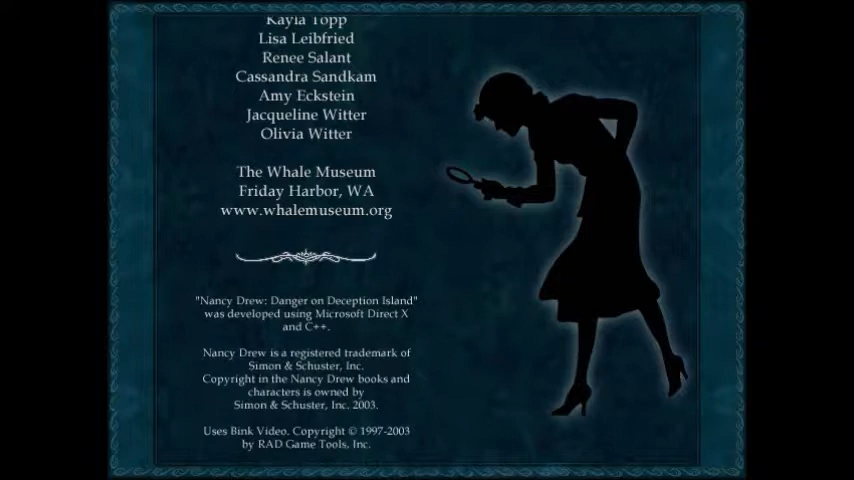 Kayla Topp
Lisa Leibfried
Renee Salant
Cassandra Sandkam
Amy Eckstein
Jacqueline Witter
Olivia Witter
The Whale Museum
Friday Harbor, WA
www.whalemuseum.org
"Nancy Drew: Danger on Deception Island"
was developed using Microsoft Direct X
and C++.
Nancy Drew is a registered trademark of
Simon & Schuster, Inc.
Copyright in the Nancy Drew books and
characters is owned by
Simon & Schuster, Inc. 2003.
Uses Bink Video. Copyright © 1997-2003
by RAD Game Tools, Inc.